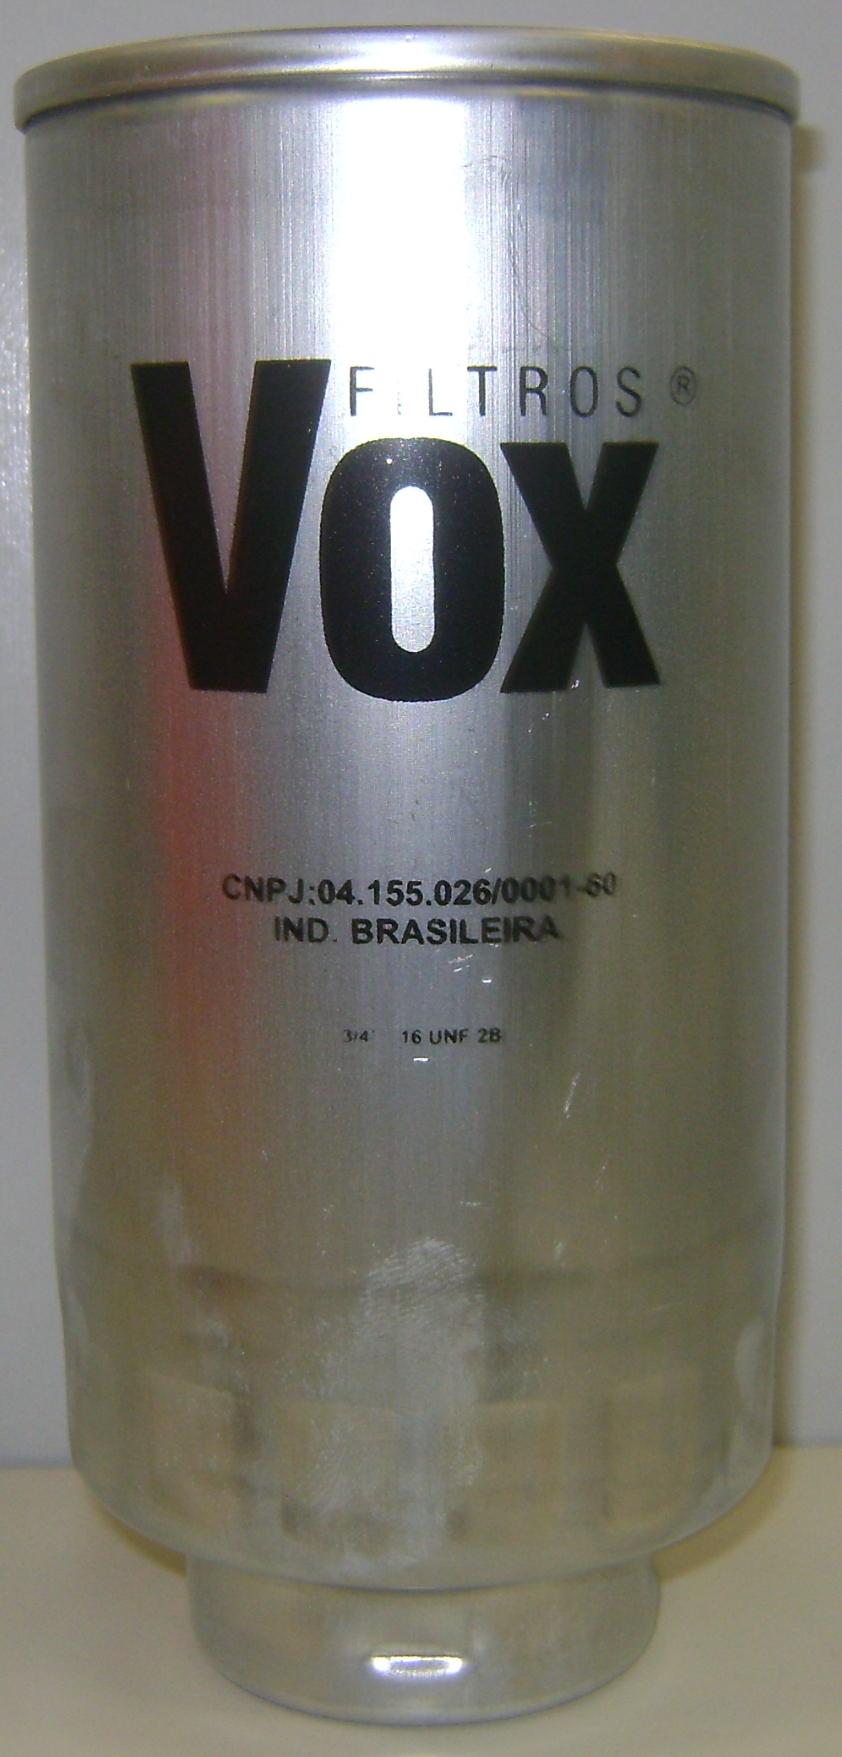 FILTROS ®
VOX
CNPJ:04.155.026/0001-60
IND. BRASILEIRA
3/4" 16 UNF 2B